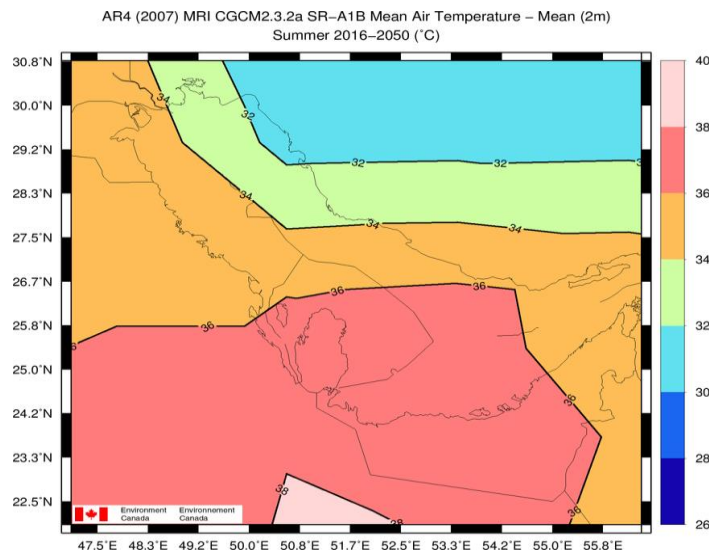 AR4 (2007) MRI CGCM2.3.2a SR−A1B Mean Air Temperature − Mean (2m)
Summer 2016−2050 (˚C)
30.8°N
30.0°N
29.2°N
28.3°N
27.5°N
26.7°N
25.8°N
25.0°N
24.2°N
23.3°N
22.5°N
34
32
32
32
34
34
34
36
36
36
36
36
38
38
40
38
36
34
32
30
28
26
Environment Environnement
Canada Canada
47.5°E 48.3°E 49.2°E 50.0°E 50.8°E 51.7°E 52.5°E 53.3°E 54.2°E 55.0°E 55.8°E